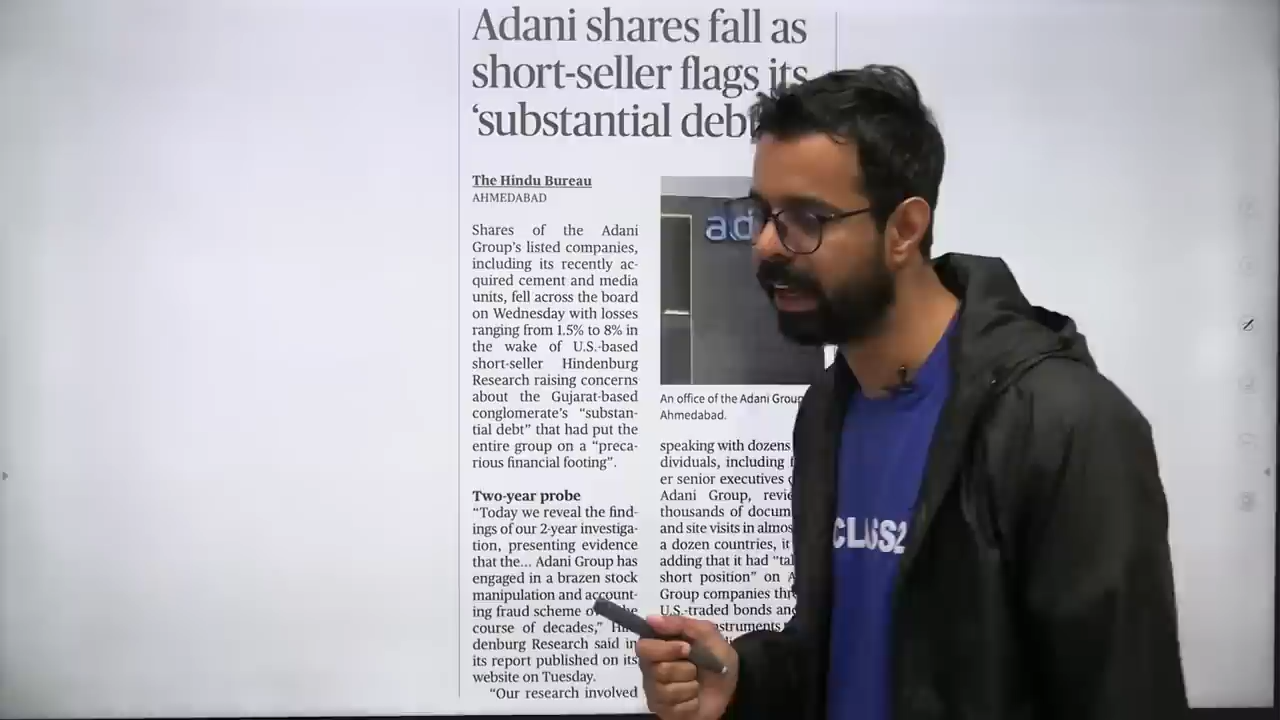 Adani shares fall as
short-seller flags its
‘substantial debt
The Hindu Bureau
AHMEDABAD
Shares of the Adani
Group’s listed companies,
including its recently ac-
quired cement and media
units, fell across the board
on Wednesday with losses
ranging from 1.5% to 8% in
the wake of U.S.-based
short-seller Hindenburg
Research raising concerns
about the Gujarat-based
conglomerate’s “substan-
tial debt” that had put the
entire group on a “preca-
rious financial footing”.
Two-year probe
“Today we reveal the find-
ings of our 2-year investiga-
tion, presenting evidence
that the... Adani Group has
engaged in a brazen stock
manipulation and account-
ing fraud scheme over the
course of decades,” Hin-
denburg Research said in
its report published on its
website on Tuesday.
“Our research involved
ad
An office of the Adani Group
Ahmedabad.
speaking with dozens
dividuals, including
er senior executives
Adani Group,
thousands of
and site visits in
a dozen countries, it
adding that it had
short position” on
Group companies
U.S.-traded bonds
CLASS2